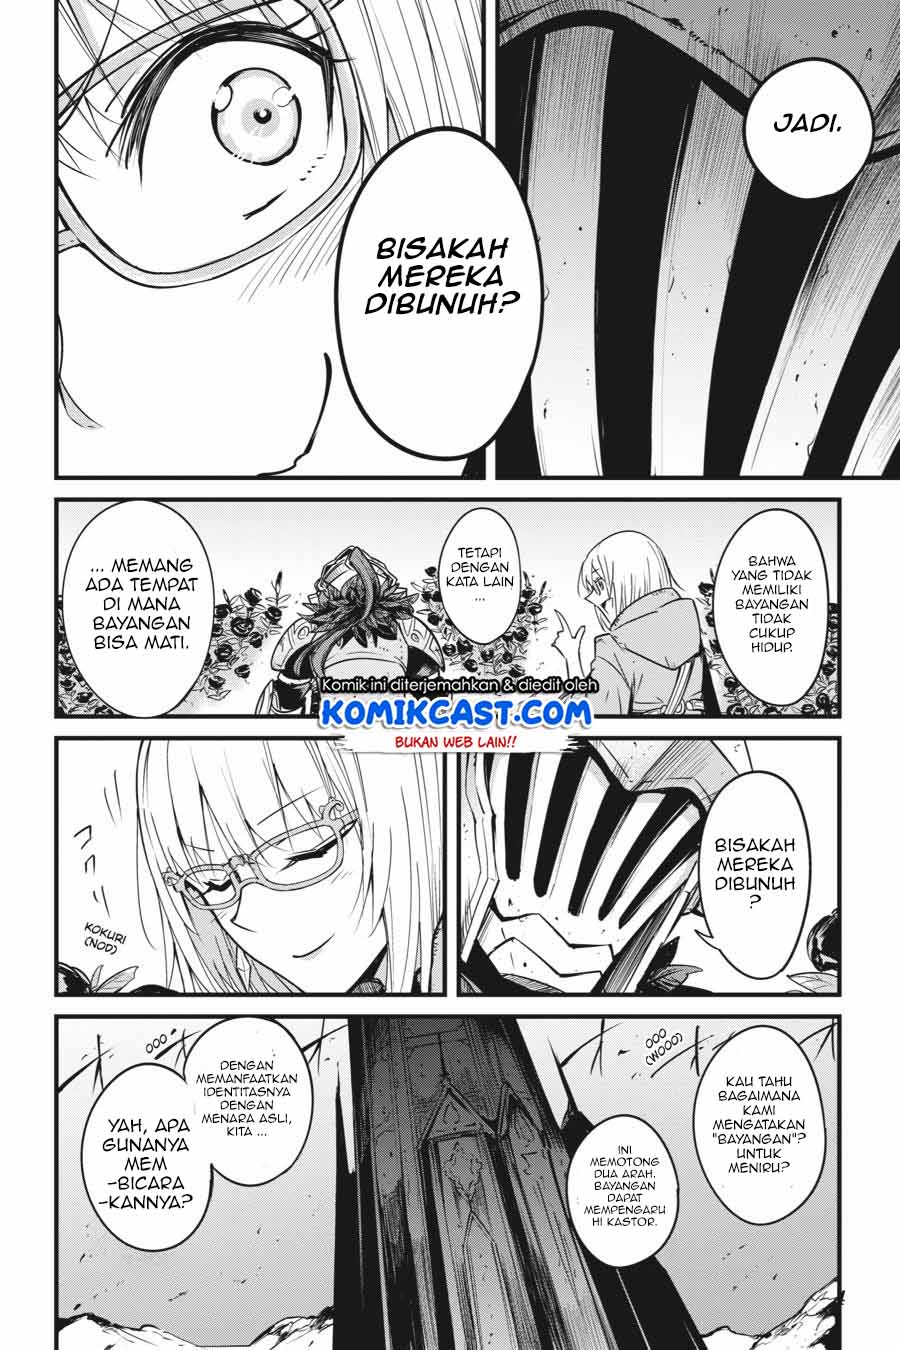 JADI.
BISAKAH
MEREKA
DIBUNUH?
BAHWA
YANG TIDAK
MEMILIKI
BAYANGAN
TIDAK
CUKUP
HIDUP.
TETAPI
DENGAN
KATA LAIN
...
... MEMANG
ADA TEMPAT
DI MANA
BAYANGAN
BISA MATI.
Komik ini diterjemahkan & diedit oleh
KOMIKCAST.COM
BUKAN WEB LAIN!!
BISAKAH
MEREKA
DIBUNUH
?
コクリ
KOKURI
(NOD)
KAU TAHU
BAGAIMANA
KAMI
MENGATAKAN
"BAYANGAN"?
UNTUK
MENIRU?
OOO
(WOOO)
INI
MEMOTONG
DUA ARAH.
BAYANGAN
DAPAT
MEMPENGARU
HI KASTOR.
DENGAN
MEMANFAATKAN
IDENTITASNYA
DENGAN
MENARA ASLI,
KITA ...
OOO
YAH, APA
GUNANYA
MEM
-BICARA
-KANNYA?